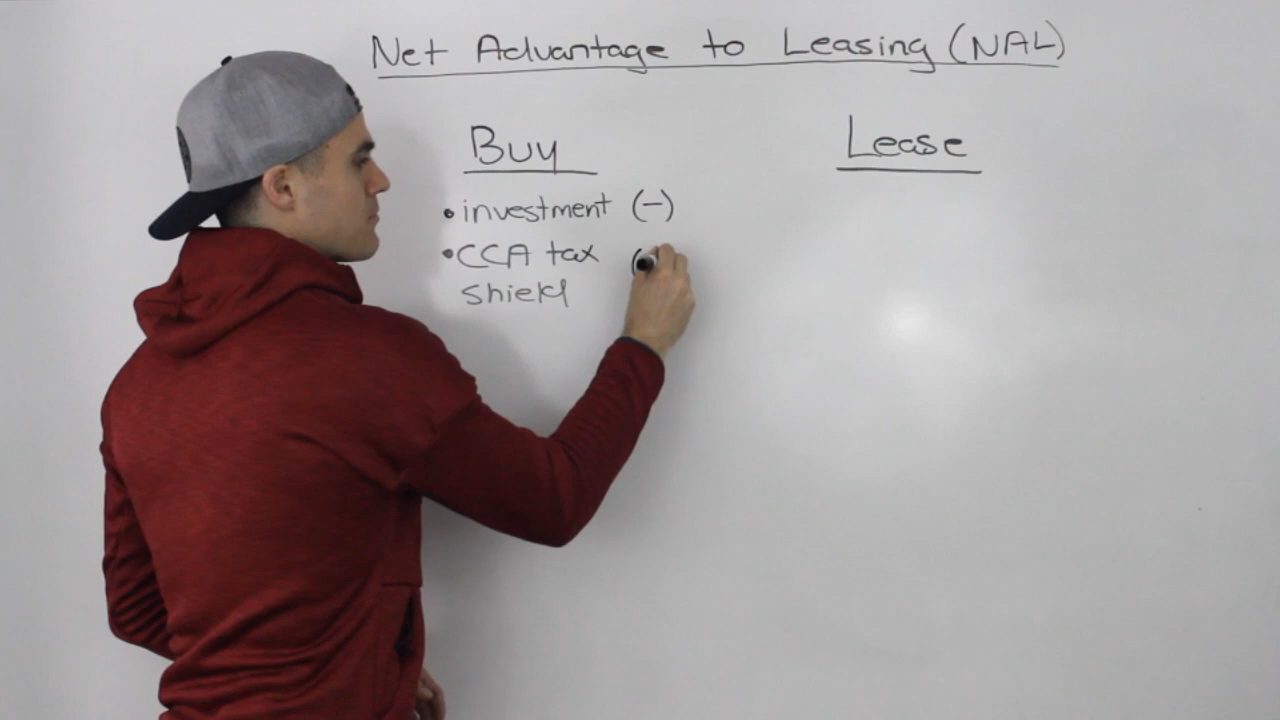 Net Advantage to Leasing (NAL)
Buy
Lease
• investment (-)
• CCA tax (
shield